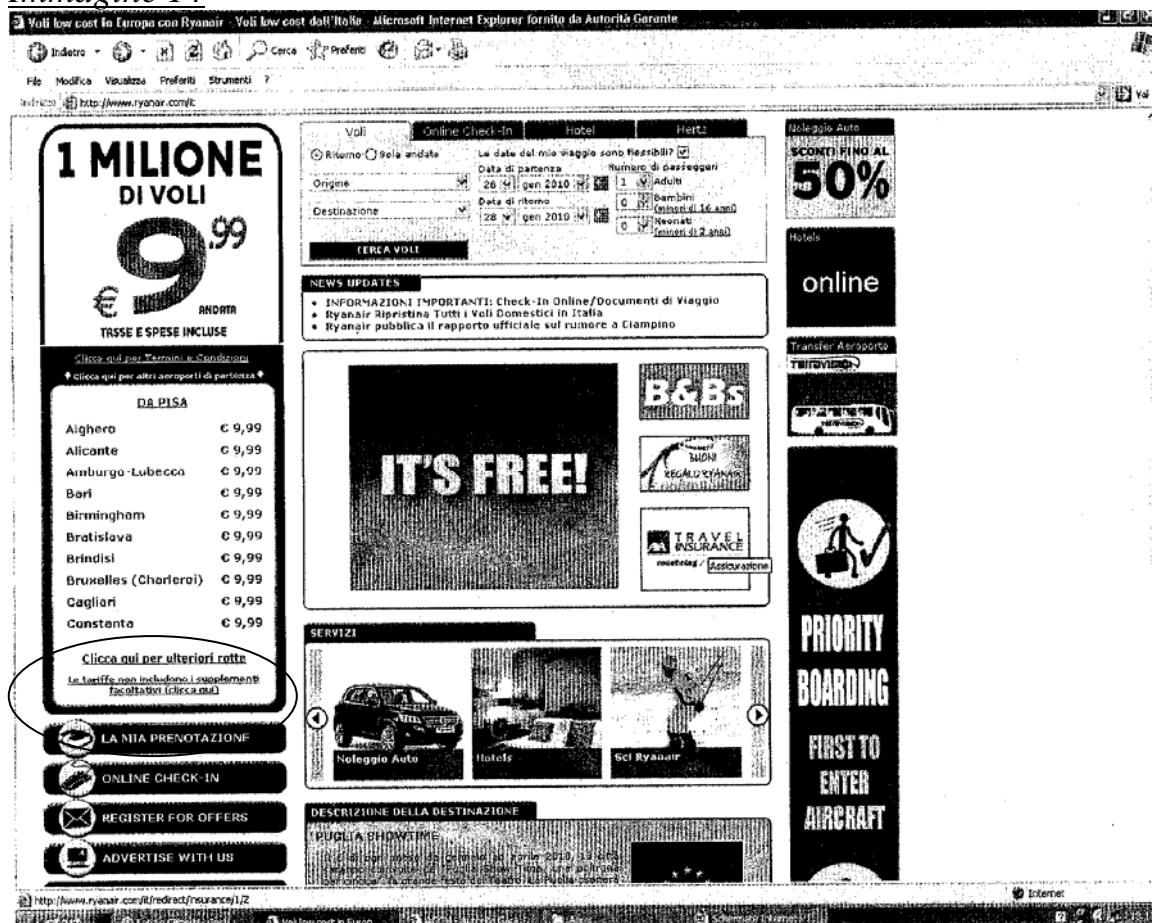 Immagine 14
Voli low cost in Europa con Ryanair - Voli low cost dall'Italia - Microsoft Internet Explorer fornito da Autorità Garante
Indietro
Cerca
Preferiti
File Modifica Visualizza Preferiti Strumenti ?
Indirizzo http://www.ryanair.com/it
Vai
1 MILIONE
DI VOLI
€ 9.99
ANDATA
TASSE E SPESE INCLUSE
Clicca qui per Termini e Condizioni
Clicca qui per altri aeroporti di partenza
DA PISA
Alghero € 9,99
Alicante € 9,99
Amburgo-Lubecca € 9,99
Bari € 9,99
Birmingham € 9,99
Bratislava € 9,99
Brindisi € 9,99
Bruxelles (Charleroi) € 9,99
Cagliari € 9,99
Constanta € 9,99
Clicca qui per ulteriori rotte
Le tariffe non includono i supplementi
facoltativi (clicca qui)
LA MIA PRENOTAZIONE
ONLINE CHECK-IN
REGISTER FOR OFFERS
ADVERTISE WITH US
Voli Online Check-In Hotel Hertz
Ritorno Sola andata
Le date del mio viaggio sono flessibili?
Origine
Destinazione
Data di partenza
28 gen 2010
Data di ritorno
28 gen 2010
Numero di passeggeri
1 Adulti
0 Bambini
(minori di 16 anni)
0 Neonati
(minori di 2 anni)
CERCA VOLI
NEWS UPDATES
INFORMAZIONI IMPORTANTI: Check-In Online/Documenti di Viaggio
Ryanair Ripristina Tutti i Voli Domestici in Italia
Ryanair pubblica il rapporto ufficiale sul rumore a Ciampino
IT'S FREE!
B&Bs
BUONI
REGALO RYANAIR
TRAVEL
INSURANCE
Assicurazione
SERVIZI
Noleggio Auto
Hotels
Sci Ryanair
DESCRIZIONE DELLA DESTINAZIONE
PUGLIA SHOWTIME
Noleggio Auto
SCONTI FINO AL
50%
Hotels
online
Transfer Aeroporto
TERRAVISION
PRIORITY
BOARDING
FIRST TO
ENTER
AIRCRAFT
http://www.ryanair.com/it/redirect/insurance/1/2
Internet